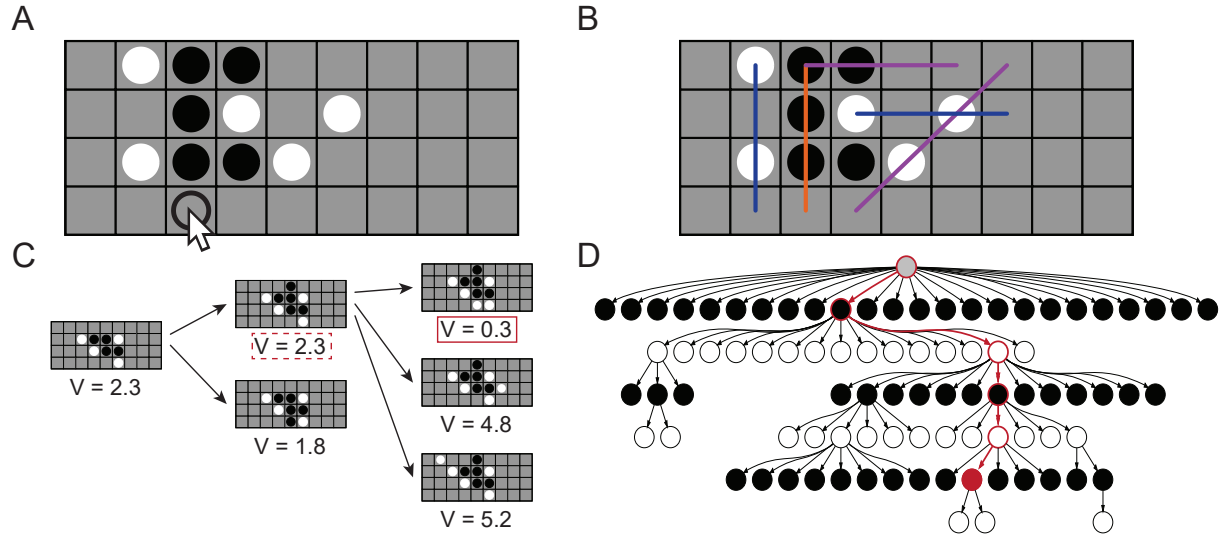 A
B
C
D
V = 2.3
V = 2.3
V = 1.8
V = 0.3
V = 4.8
V = 5.2